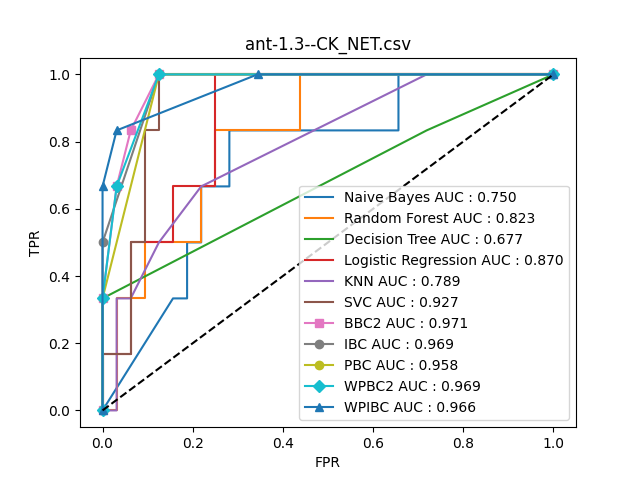 ant-1.3--CK_NET.csv
1.0
0.8
0.6
0.4
0.2
0.0
TPR
Naive Bayes AUC : 0.750
Random Forest AUC : 0.823
Decision Tree AUC : 0.677
Logistic Regression AUC : 0.870
KNN AUC : 0.789
SVC AUC : 0.927
BBC2 AUC : 0.971
IBC AUC : 0.969
PBC AUC : 0.958
WPBC2 AUC : 0.969
WPIBC AUC : 0.966
0.0 0.2 0.4 0.6 0.8 1.0
FPR